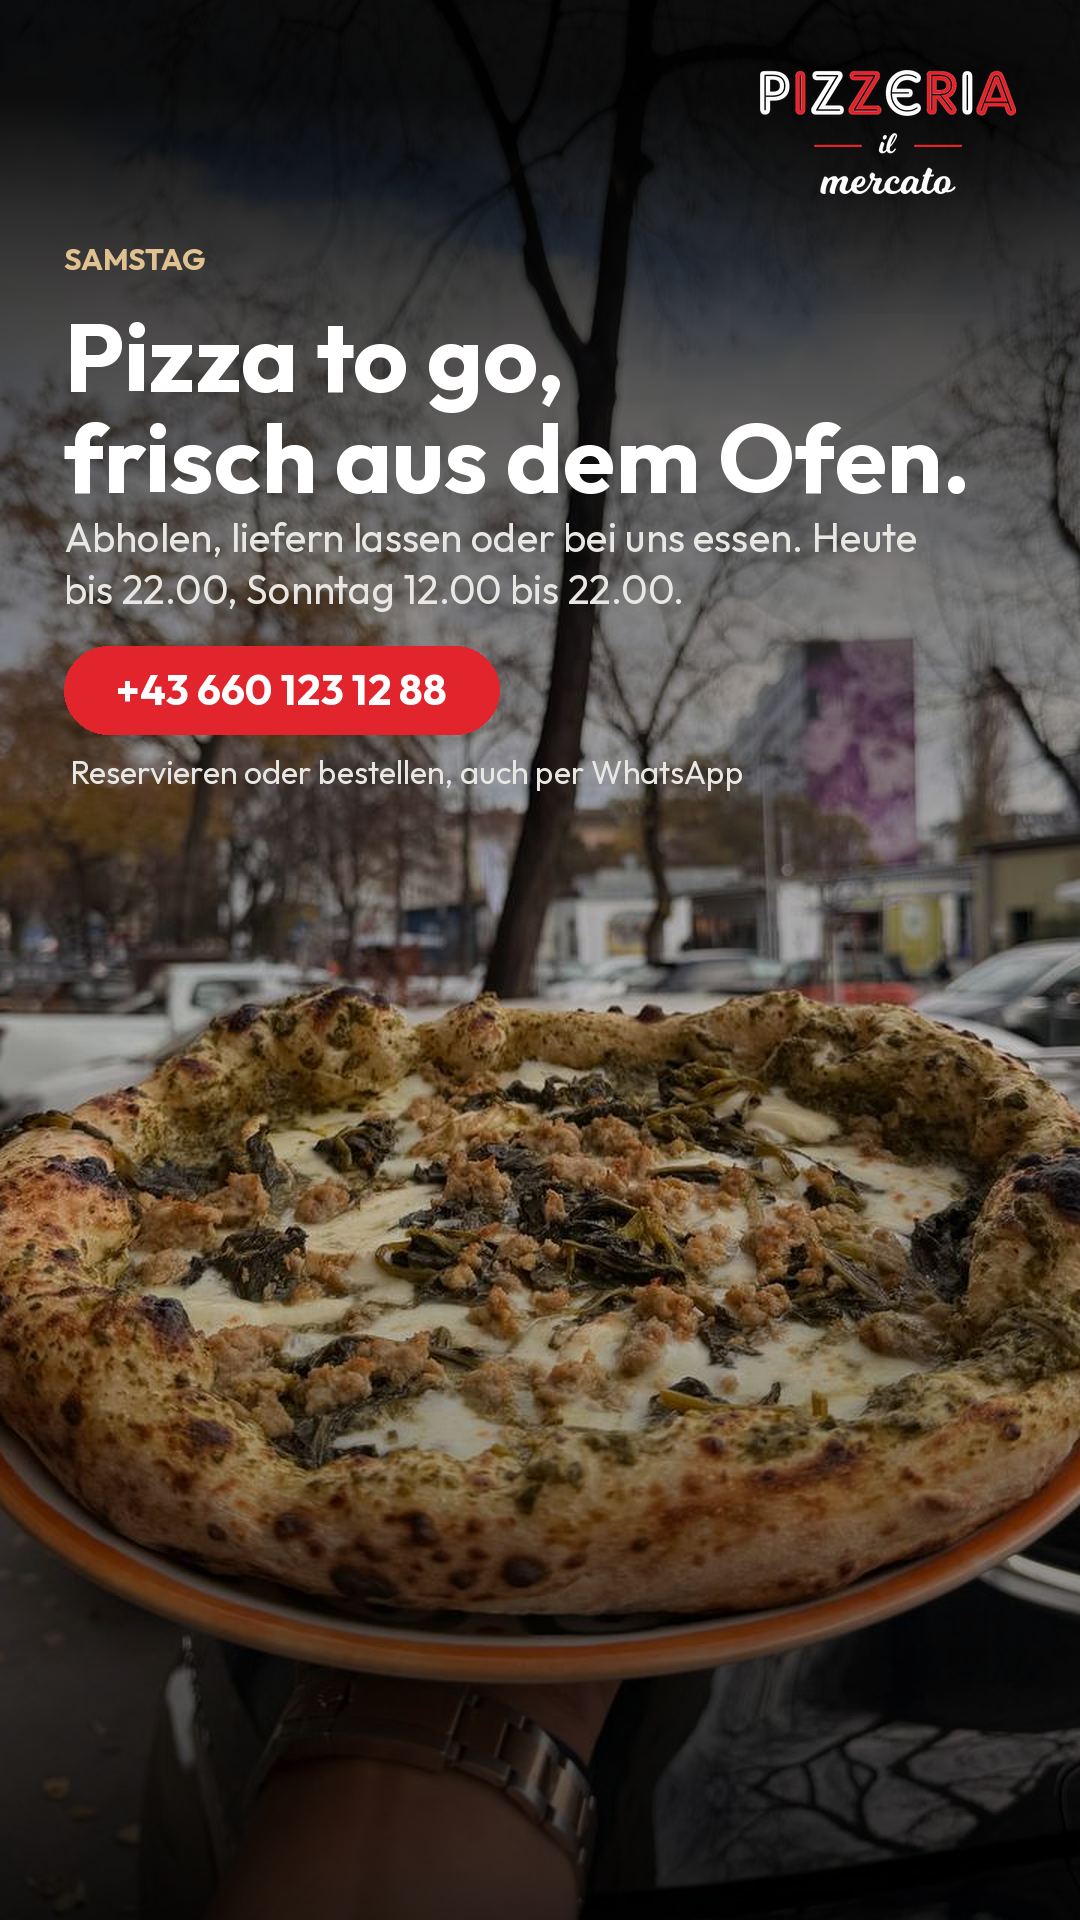 PIZZERIA
il
mercato
SAMSTAG
Pizza to go,
frisch aus dem Ofen.
Abholen, liefern lassen oder bei uns essen. Heute
bis 22.00, Sonntag 12.00 bis 22.00.
+43 660 123 12 88
Reservieren oder bestellen, auch per WhatsApp